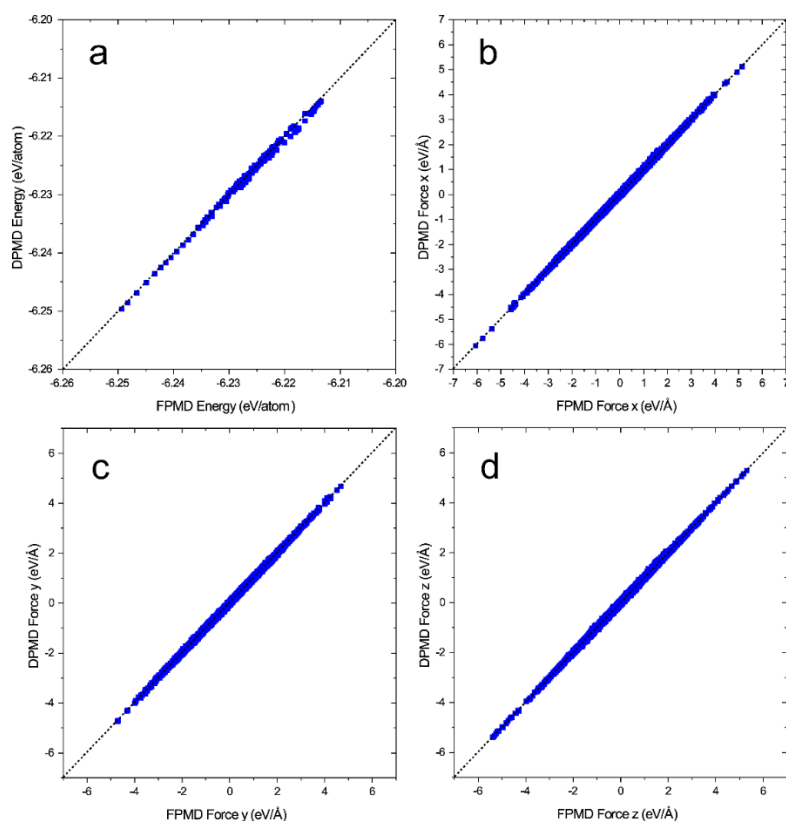 a
-6.20
-6.21
-6.22
-6.23
-6.24
-6.25
-6.26
DPMD Energy (eV/atom)
-6.26 -6.25 -6.24 -6.23 -6.22 -6.21 -6.20
FPMD Energy (eV/atom)
b
7
6
5
4
3
2
1
0
-1
-2
-3
-4
-5
-6
-7
DPMD Force x (eV/Å)
-7 -6 -5 -4 -3 -2 -1 0 1 2 3 4 5 6 7
FPMD Force x (eV/Å)
c
6
4
2
0
-2
-4
-6
DPMD Force y (eV/Å)
-6 -4 -2 0 2 4 6
FPMD Force y (eV/Å)
d
6
4
2
0
-2
-4
-6
DPMD Force z (eV/Å)
-6 -4 -2 0 2 4 6
FPMD Force z (eV/Å)